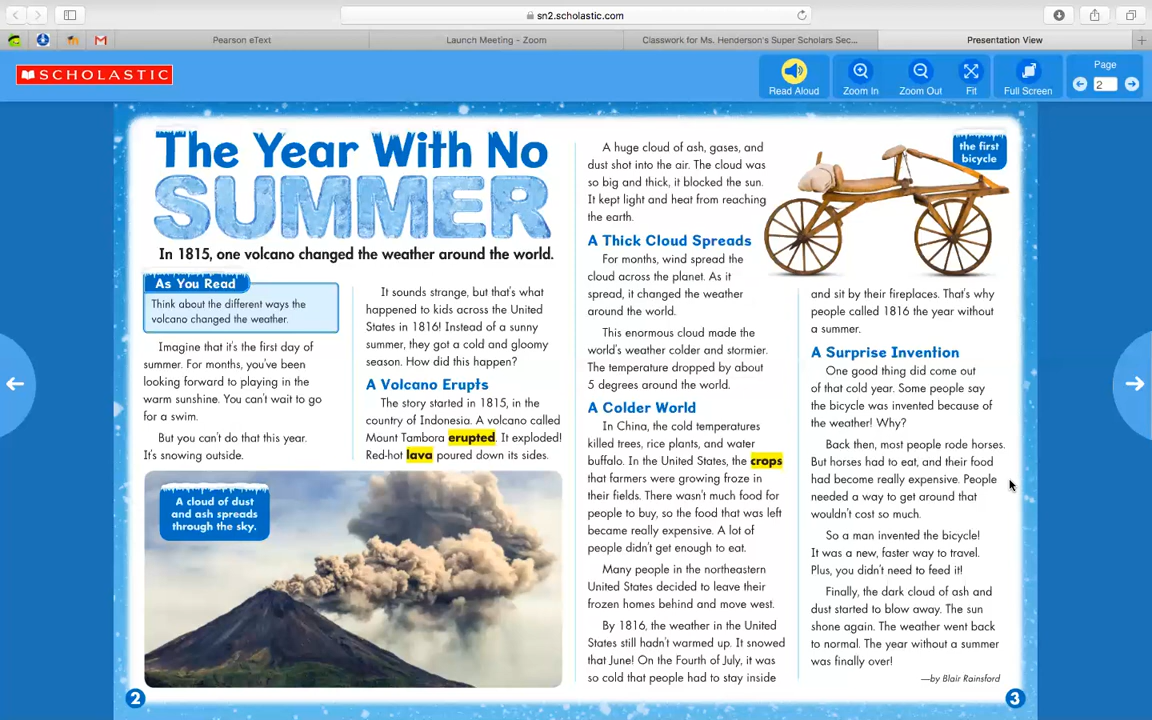 sn2.scholastic.com
Pearson eText
Launch Meeting - Zoom
Classwork for Ms. Henderson's Super Scholars Sec...
Presentation View
SCHOLASTIC
Read Aloud
Zoom In
Zoom Out
Fit
Full Screen
Page
2
The Year With No
SUMMER
In 1815, one volcano changed the weather around the world.
As You Read
Think about the different ways the
volcano changed the weather.
Imagine that it's the first day of
summer. For months, you've been
looking forward to playing in the
warm sunshine. You can't wait to go
for a swim.
But you can't do that this year.
It's snowing outside.
It sounds strange, but that's what
happened to kids across the United
States in 1816! Instead of a sunny
summer, they got a cold and gloomy
season. How did this happen?
A Volcano Erupts
The story started in 1815, in the
country of Indonesia. A volcano called
Mount Tambora erupted. It exploded!
Red-hot lava poured down its sides.
A cloud of dust
and ash spreads
through the sky.
2
A huge cloud of ash, gases, and
dust shot into the air. The cloud was
so big and thick, it blocked the sun.
It kept light and heat from reaching
the earth.
A Thick Cloud Spreads
For months, wind spread the
cloud across the planet. As it
spread, it changed the weather
around the world.
This enormous cloud made the
world's weather colder and stormier.
The temperature dropped by about
5 degrees around the world.
A Colder World
In China, the cold temperatures
killed trees, rice plants, and water
buffalo. In the United States, the crops
that farmers were growing froze in
their fields. There wasn't much food for
people to buy, so the food that was left
became really expensive. A lot of
people didn't get enough to eat.
Many people in the northeastern
United States decided to leave their
frozen homes behind and move west.
By 1816, the weather in the United
States still hadn't warmed up. It snowed
that June! On the Fourth of July, it was
so cold that people had to stay inside
the first
bicycle
and sit by their fireplaces. That's why
people called 1816 the year without
a summer.
A Surprise Invention
One good thing did come out
of that cold year. Some people say
the bicycle was invented because of
the weather! Why?
Back then, most people rode horses.
But horses had to eat, and their food
had become really expensive. People
needed a way to get around that
wouldn't cost so much.
So a man invented the bicycle!
It was a new, faster way to travel.
Plus, you didn't need to feed it!
Finally, the dark cloud of ash and
dust started to blow away. The sun
shone again. The weather went back
to normal. The year without a summer
was finally over!
—by Blair Rainsford
3